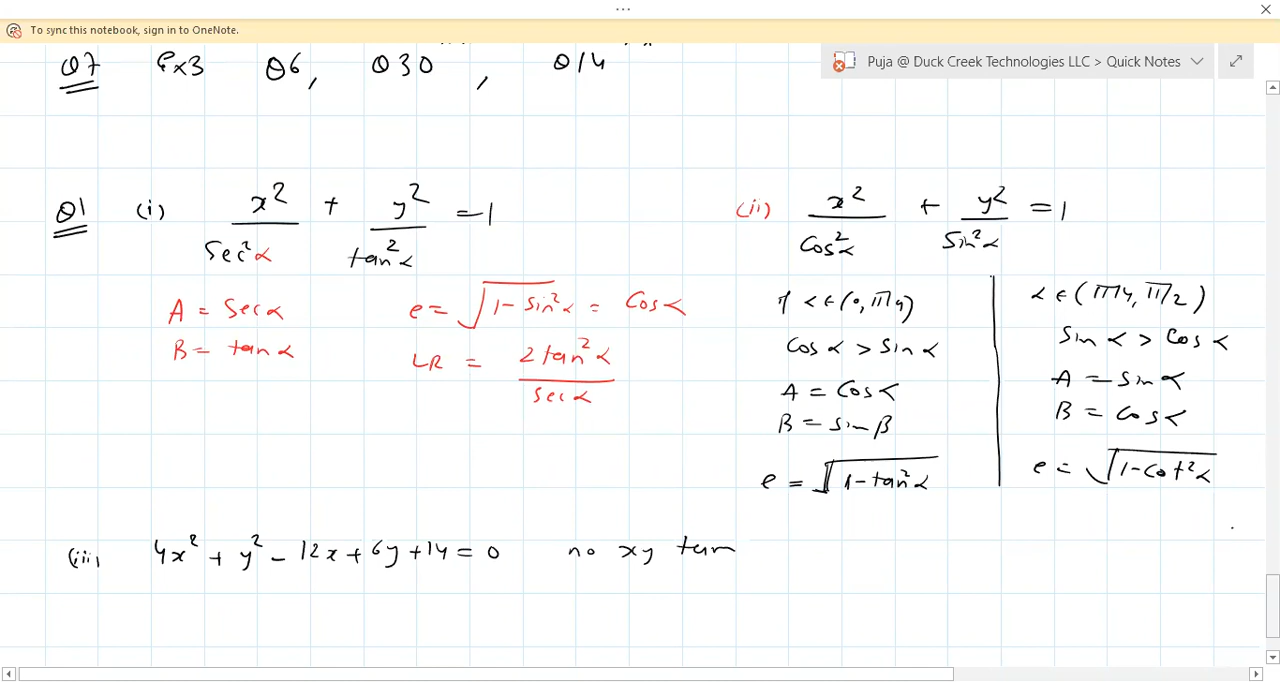 ...
To sync this notebook, sign in to OneNote.
Puja @ Duck Creek Technologies LLC > Quick Notes
Q7 Ex3 Q6, Q30, Q14
Q1 (i) x²/sec²α + y²/tan²α = 1
A = secα
B = tanα
e = √(1-sin²α) = cosα
LR = 2tan²α/secα
(ii) x²/cos²α + y²/sin²α = 1
α ∈ (0, π/4)
cosα > sinα
A = cosα
B = sinβ
e = √(1-tan²α)
α ∈ (π/4, π/2)
sinα > cosα
A = sinα
B = cosα
e = √(1-cot²α)
(iii) 4x² + y² - 12x + 6y + 14 = 0 no xy term